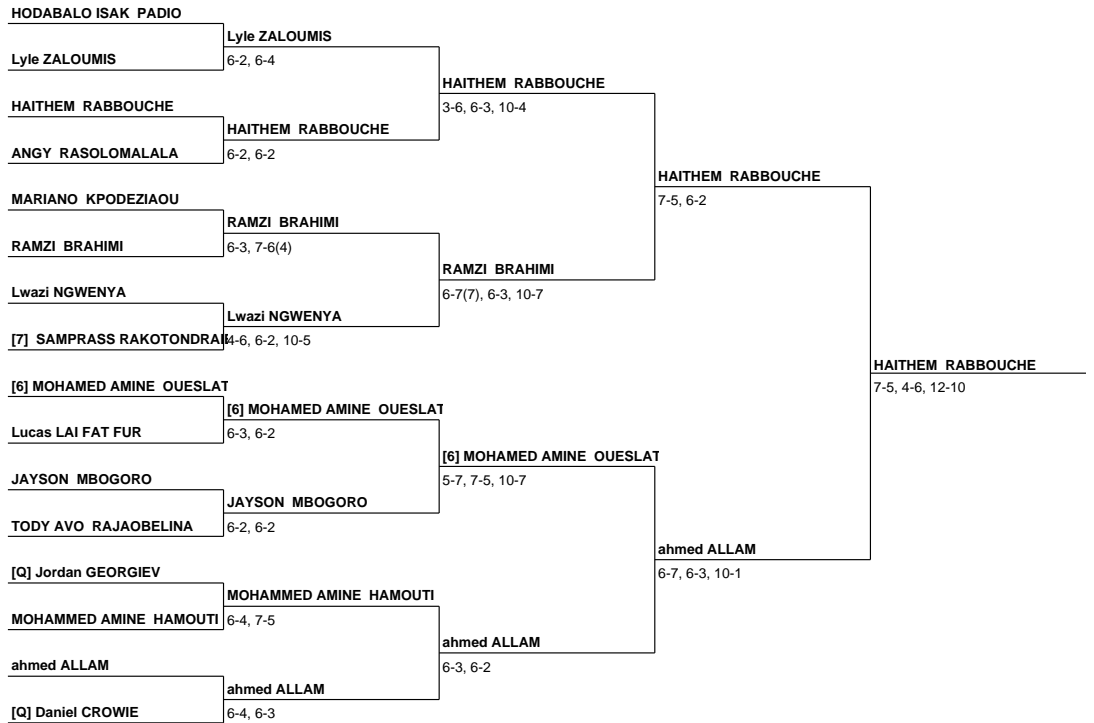 HODABALO ISAK PADIO
Lyle ZALOUMIS
Lyle ZALOUMIS
6-2, 6-4
HAITHEM RABBOUCHE
3-6, 6-3, 10-4
HAITHEM RABBOUCHE
HAITHEM RABBOUCHE
ANGY RASOLOMALALA
6-2, 6-2
HAITHEM RABBOUCHE
7-5, 6-2
MARIANO KPODEZIAOU
RAMZI BRAHIMI
RAMZI BRAHIMI
6-3, 7-6(4)
RAMZI BRAHIMI
6-7(7), 6-3, 10-7
Lwazi NGWENYA
Lwazi NGWENYA
[7] SAMPRASS RAKOTONDRAI
4-6, 6-2, 10-5
HAITHEM RABBOUCHE
7-5, 4-6, 12-10
[6] MOHAMED AMINE OUESLAT
[6] MOHAMED AMINE OUESLAT
Lucas LAI FAT FUR
6-3, 6-2
[6] MOHAMED AMINE OUESLAT
5-7, 7-5, 10-7
JAYSON MBOGORO
JAYSON MBOGORO
TODY AVO RAJAOBELINA
6-2, 6-2
ahmed ALLAM
6-7, 6-3, 10-1
[Q] Jordan GEORGIEV
MOHAMMED AMINE HAMOUTI
MOHAMMED AMINE HAMOUTI
6-4, 7-5
ahmed ALLAM
6-3, 6-2
ahmed ALLAM
ahmed ALLAM
[Q] Daniel CROWIE
6-4, 6-3